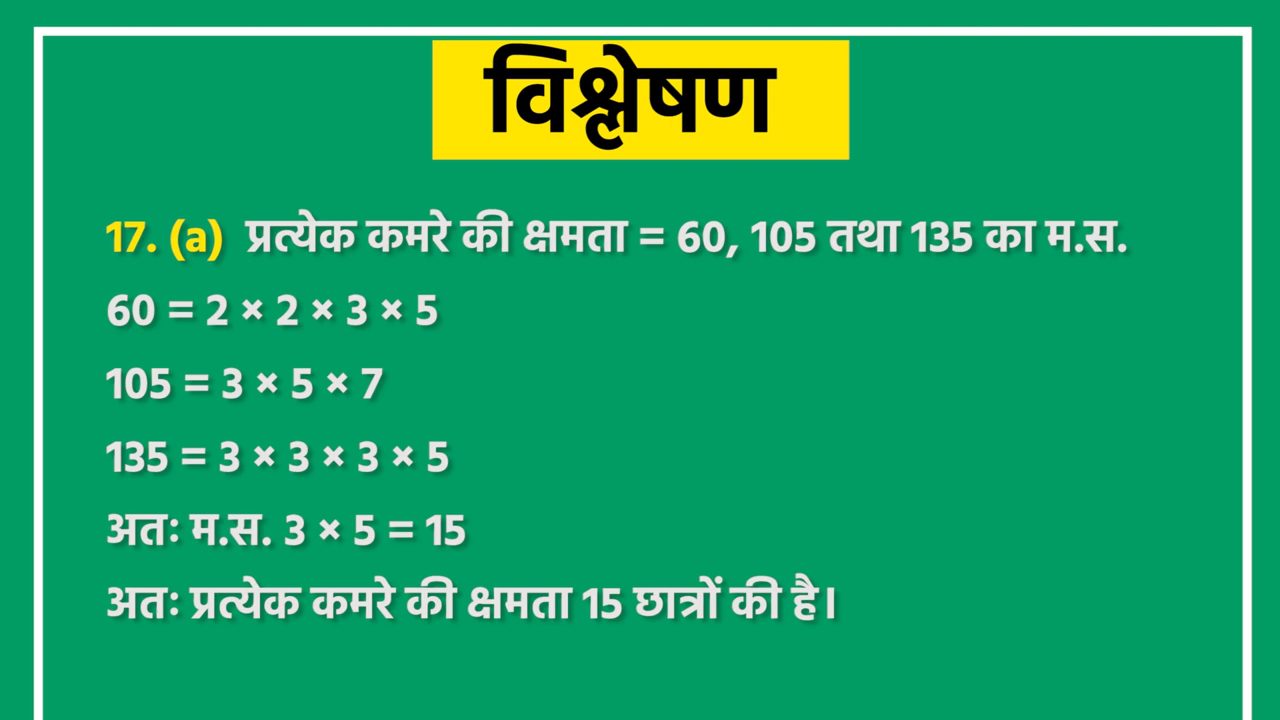 विश्लेषण
17. (a) प्रत्येक कमरे की क्षमता = 60, 105 तथा 135 का म.स.
60 = 2 × 2 × 3 × 5
105 = 3 × 5 × 7
135 = 3 × 3 × 3 × 5
अतः म.स. 3 × 5 = 15
अतः प्रत्येक कमरे की क्षमता 15 छात्रों की है।